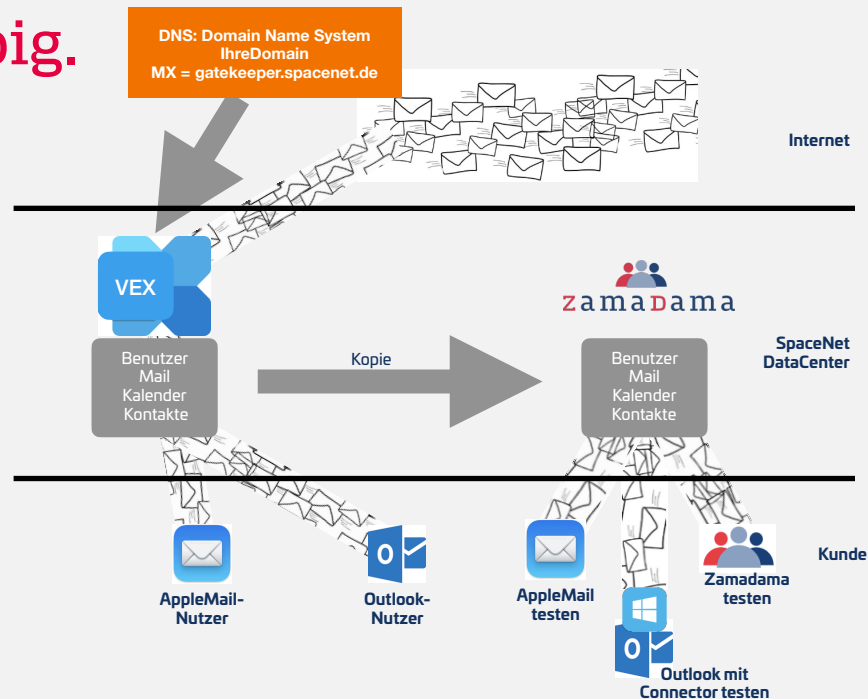 DNS: Domain Name System
IhreDomain
MX = gatekeeper.spacenet.de
Internet
VEX
zamaDama
Benutzer
Mail
Kalender
Kontakte
Kopie
Benutzer
Mail
Kalender
Kontakte
SpaceNet
DataCenter
Kunde
AppleMail-
Nutzer
Outlook-
Nutzer
AppleMail
testen
Zamadama
testen
Outlook mit
Connector testen